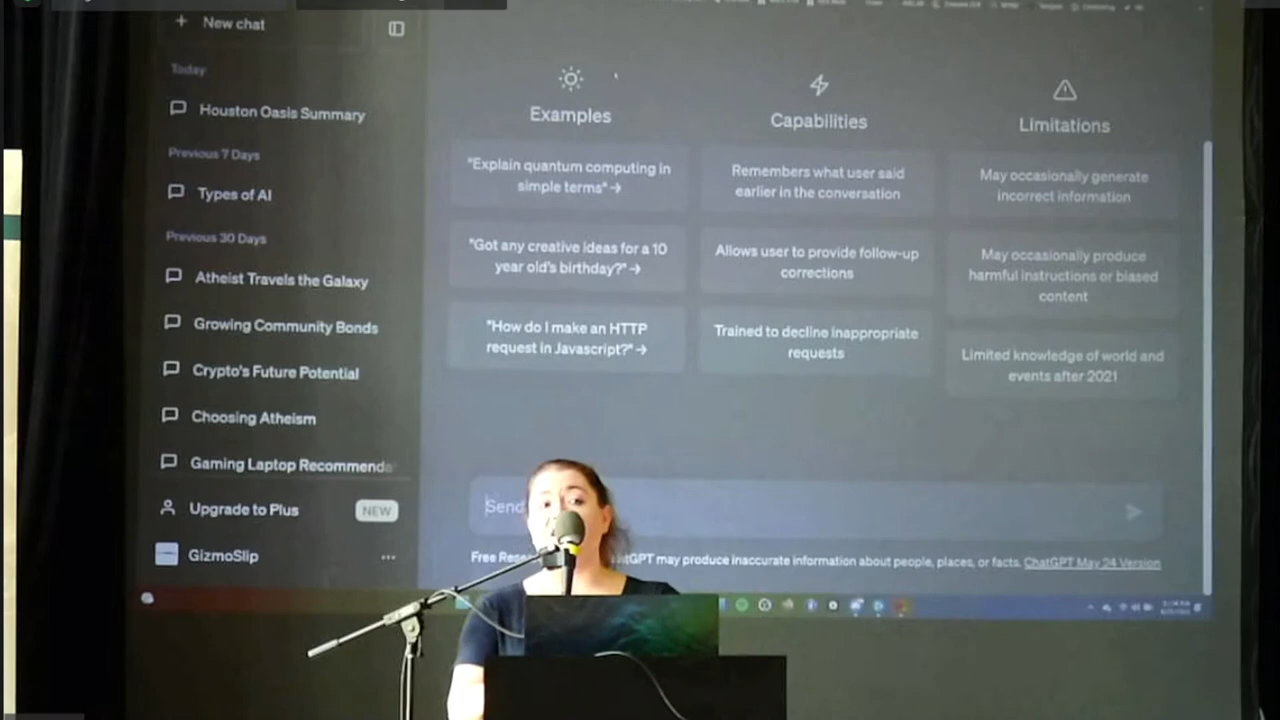 New chat
Today
Houston Oasis Summary
Previous 7 Days
Types of AI
Previous 30 Days
Atheist Travels the Galaxy
Growing Community Bonds
Crypto's Future Potential
Choosing Atheism
Gaming Laptop Recommenda
Upgrade to Plus
NEW
GizmoSlip
Examples
"Explain quantum computing in
simple terms" →
"Got any creative ideas for a 10
year old's birthday?" →
"How do I make an HTTP
request in Javascript?" →
Capabilities
Remembers what user said
earlier in the conversation
Allows user to provide follow-up
corrections
Trained to decline inappropriate
requests
Limitations
May occasionally generate
incorrect information
May occasionally produce
harmful instructions or biased
content
Limited knowledge of world and
events after 2021
Send
Free GPT may produce inaccurate information about people, places, or facts. ChatGPT May 24 Version